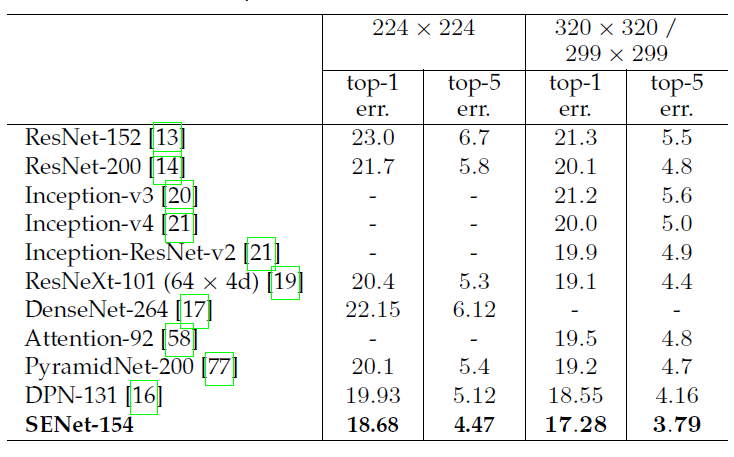 224 × 224 320 × 320 /
299 × 299
top-1 top-5 top-1 top-5
err. err. err. err.
ResNet-152 [13] 23.0 6.7 21.3 5.5
ResNet-200 [14] 21.7 5.8 20.1 4.8
Inception-v3 [20] - - 21.2 5.6
Inception-v4 [21] - - 20.0 5.0
Inception-ResNet-v2 [21] - - 19.9 4.9
ResNeXt-101 (64 × 4d) [19] 20.4 5.3 19.1 4.4
DenseNet-264 [17] 22.15 6.12 - -
Attention-92 [58] - - 19.5 4.8
PyramidNet-200 [77] 20.1 5.4 19.2 4.7
DPN-131 [16] 19.93 5.12 18.55 4.16
SENet-154 18.68 4.47 17.28 3.79